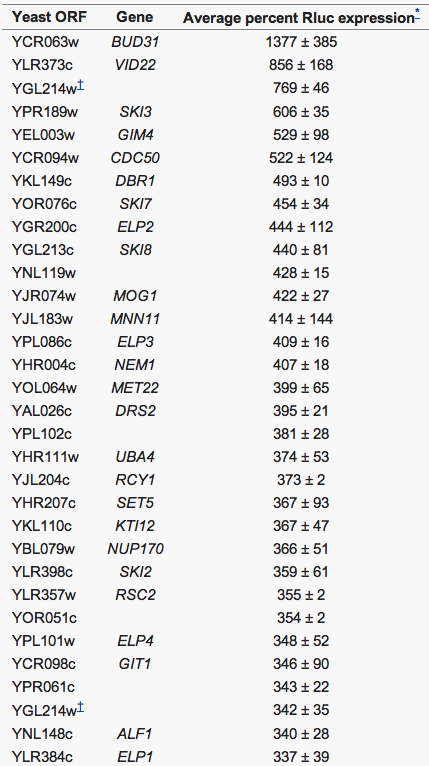 Yeast ORF Gene Average percent Rluc expression*
YCR063w BUD31 1377 ± 385
YLR373c VID22 856 ± 168
YGL214w† 769 ± 46
YPR189w SKI3 606 ± 35
YEL003w GIM4 529 ± 98
YCR094w CDC50 522 ± 124
YKL149c DBR1 493 ± 10
YOR076c SKI7 454 ± 34
YGR200c ELP2 444 ± 112
YGL213c SKI8 440 ± 81
YNL119w 428 ± 15
YJR074w MOG1 422 ± 27
YJL183w MNN11 414 ± 144
YPL086c ELP3 409 ± 16
YHR004c NEM1 407 ± 18
YOL064w MET22 399 ± 65
YAL026c DRS2 395 ± 21
YPL102c 381 ± 28
YHR111w UBA4 374 ± 53
YJL204c RCY1 373 ± 2
YHR207c SET5 367 ± 93
YKL110c KTI12 367 ± 47
YBL079w NUP170 366 ± 51
YLR398c SKI2 359 ± 61
YLR357w RSC2 355 ± 2
YOR051c 354 ± 2
YPL101w ELP4 348 ± 52
YCR098c GIT1 346 ± 90
YPR061c 343 ± 22
YGL214w† 342 ± 35
YNL148c ALF1 340 ± 28
YLR384c ELP1 337 ± 39